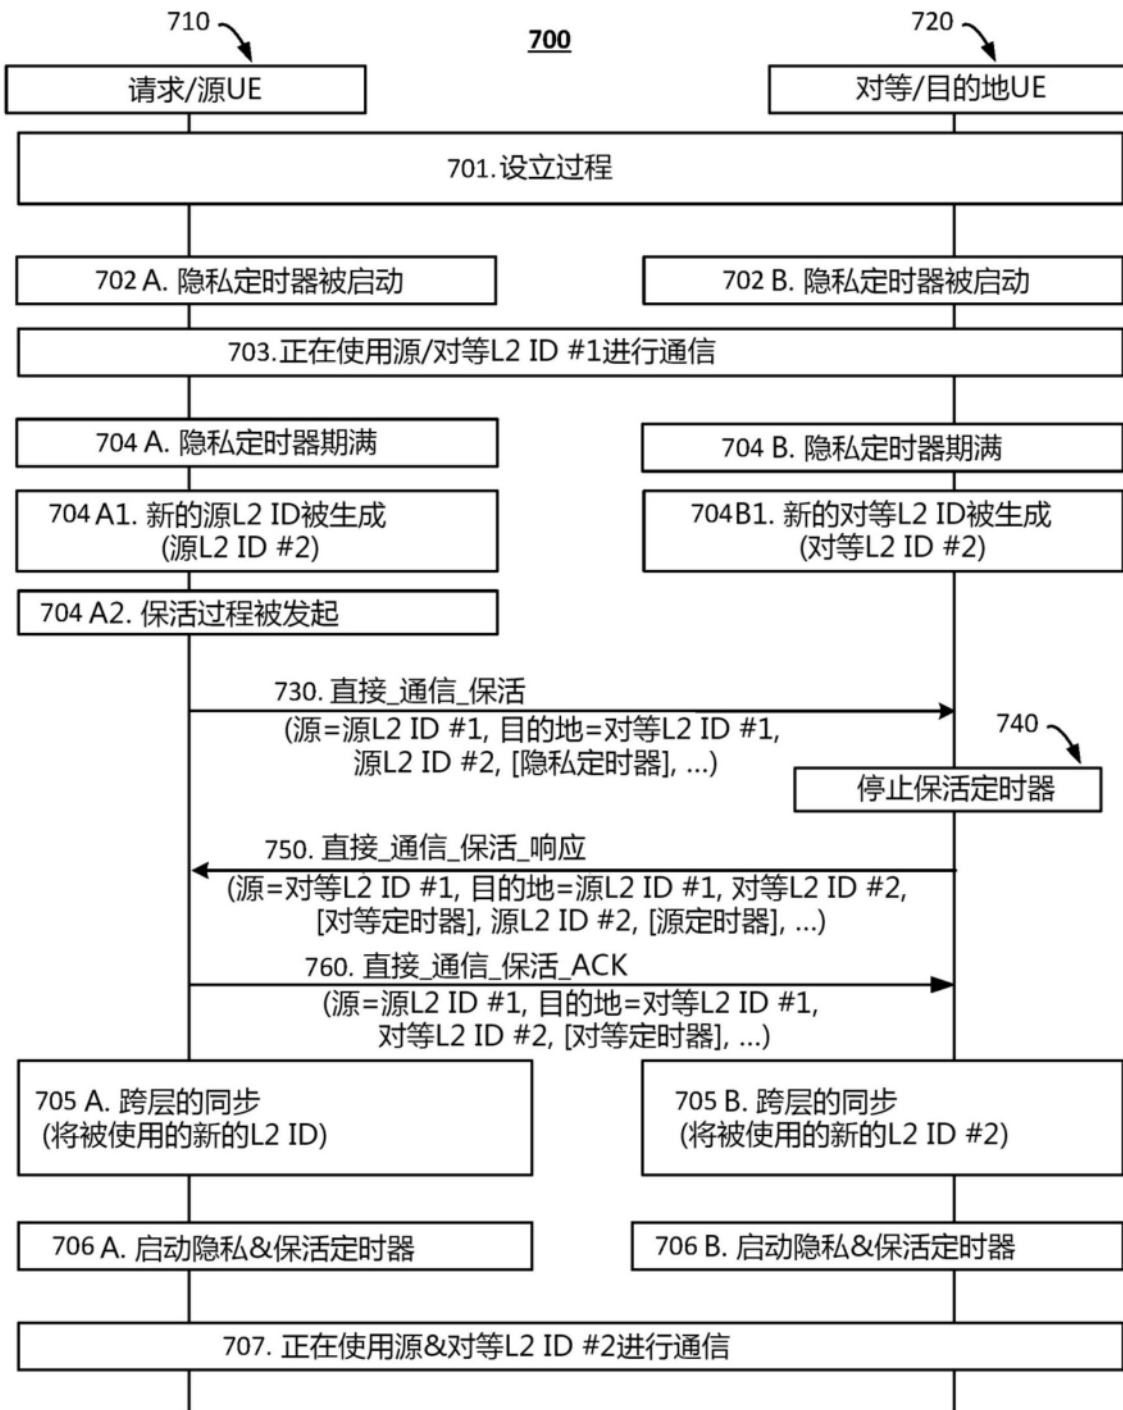 710
700
720
请求/源UE
对等/目的地UE
701.设立过程
702 A. 隐私定时器被启动
702 B. 隐私定时器被启动
703.正在使用源/对等L2 ID #1进行通信
704 A. 隐私定时器期满
704 B. 隐私定时器期满
704 A1. 新的源L2 ID被生成
(源L2 ID #2)
704B1. 新的对等L2 ID被生成
(对等L2 ID #2)
704 A2. 保活过程被发起
730. 直接_通信_保活
(源=源L2 ID #1, 目的地=对等L2 ID #1,
源L2 ID #2, [隐私定时器], ...)
740
停止保活定时器
750. 直接_通信_保活_响应
(源=对等L2 ID #1, 目的地=源L2 ID #1, 对等L2 ID #2,
[对等定时器], 源L2 ID #2, [源定时器], ...)
760. 直接_通信_保活_ACK
(源=源L2 ID #1, 目的地=对等L2 ID #1,
对等L2 ID #2, [对等定时器], ...)
705 A. 跨层的同步
(将被使用的新的L2 ID)
705 B. 跨层的同步
(将被使用的新的L2 ID #2)
706 A. 启动隐私&保活定时器
706 B. 启动隐私&保活定时器
707. 正在使用源&对等L2 ID #2进行通信